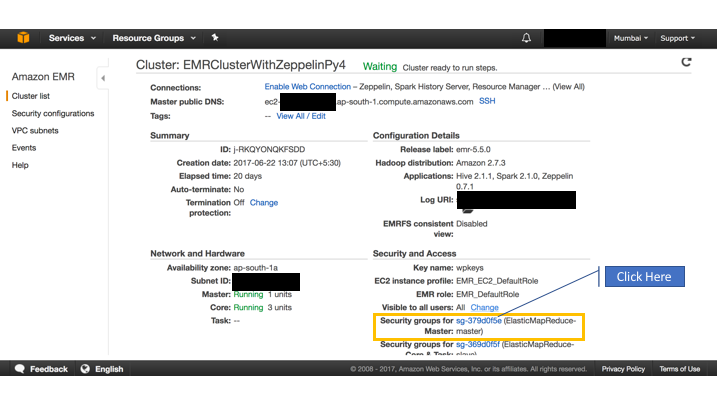 Services Resource Groups Mumbai Support
Amazon EMR
Cluster list
Security configurations
VPC subnets
Events
Help
Cluster: EMRClusterWithZeppelinPy4 Waiting Cluster ready to run steps.
Connections: Enable Web Connection – Zeppelin, Spark History Server, Resource Manager ... (View All)
Master public DNS: ec2- .ap-south-1.compute.amazonaws.com SSH
Tags: -- View All / Edit
Summary
ID: j-RKQYONQKFSDD
Creation date: 2017-06-22 13:07 (UTC+5:30)
Elapsed time: 20 days
Auto-terminate: No
Termination protection: Off Change
Configuration Details
Release label: emr-5.5.0
Hadoop distribution: Amazon 2.7.3
Applications: Hive 2.1.1, Spark 2.1.0, Zeppelin
0.7.1
Log URI:
EMRFS consistent view: Disabled
Network and Hardware
Availability zone: ap-south-1a
Subnet ID:
Master: Running 1 units
Core: Running 3 units
Task: --
Security and Access
Key name: wpkeys
EC2 instance profile: EMR_EC2_DefaultRole
EMR role: EMR_DefaultRole
Visible to all users: All Change
Security groups for sg-379d0f5e (ElasticMapReduce-
Master: master)
Security groups for sg-369d0f5f (ElasticMapReduce-
Core & Task: slave)
Click Here
Feedback English © 2008 - 2017, Amazon Web Services, Inc. or its affiliates. All rights reserved. Privacy Policy Terms of Use